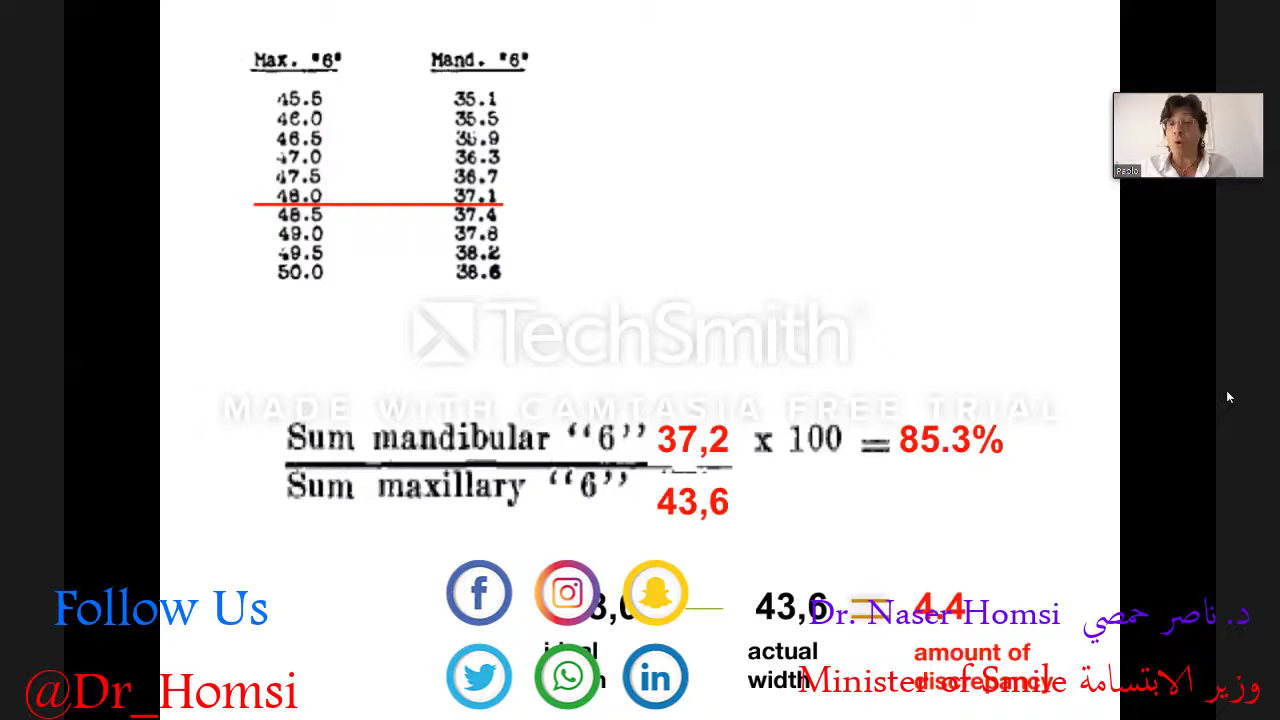 Max. "6" Mand. "6"
45.5 35.1
46.0 35.5
46.5 35.9
47.0 36.3
47.5 36.7
48.0 37.1
48.5 37.4
49.0 37.8
49.5 38.2
50.0 38.6
Paolo
TechSmith
MADE WITH CAMTASIA FREE TRIAL
Sum mandibular "6" 37,2 x 100 = 85.3%
Sum maxillary "6" 43,6
43,6 = 4.4
actual amount of
width discrepancy
Follow Us
@Dr_Homsi
Dr. Naser Homsi د. ناصر حمصي
Minister of Smile وزير الابتسامة